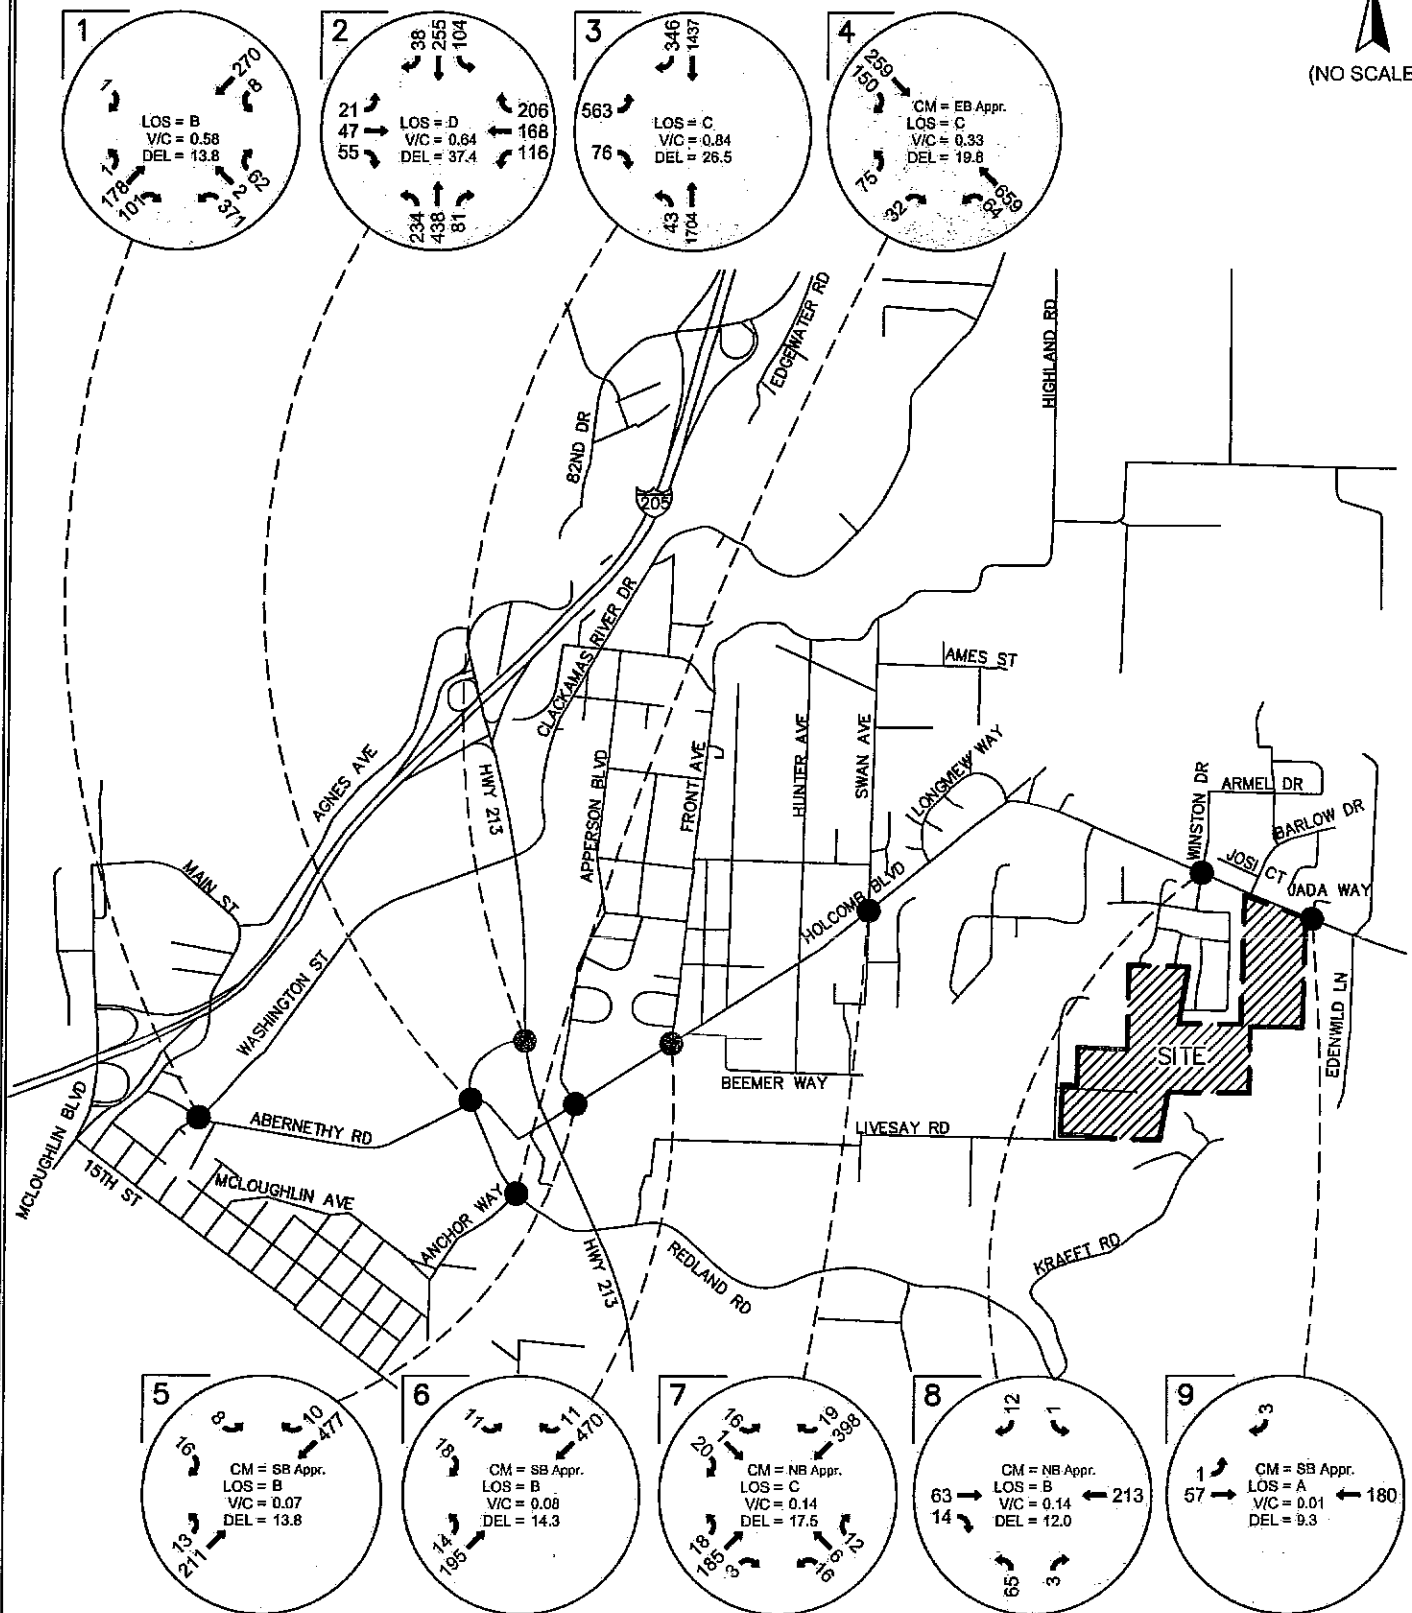 (NO SCALE
1
1
270
8
LOS = B
V/C = 0.58
DEL = 13.8
1
178
101
62
2
371
2
38
255
104
21
47
55
LOS = D
V/C = 0.64
DEL = 37.4
206
168
116
234
438
81
3
346
1437
563
76
LOS = C
V/C = 0.84
DEL = 26.5
43
1704
4
259
150
CM = EB Appr.
LOS = C
V/C = 0.33
DEL = 19.8
75
32
659
64
EDGEWATER RD
HIGHLAND RD
82ND DR
205
CLACKAMAS RIVER DR
AMES ST
AGNES AVE
HWY 213
APPERSON BLVD
FRONT AVE
HUNTER AVE
SWAN AVE
LONGVIEW WAY
WINSTON DR
ARMEL DR
BARLOW DR
JOSI CT
JADA WAY
MAIN ST
HOLCOMB BLVD
WASHINGTON ST
SITE
EDENWILD LN
BEEMER WAY
MCLOUGHLIN BLVD
ABERNETHY RD
LIVESAY RD
15TH ST
MCLOUGHLIN AVE
ANCHOR WAY
HWY 213
REDLAND RD
KRAEFT RD
5
8
10
477
16
CM = SB Appr.
LOS = B
V/C = 0.07
DEL = 13.8
13
211
6
11
11
470
18
CM = SB Appr.
LOS = B
V/C = 0.08
DEL = 14.3
14
195
7
16
1
20
19
398
CM = NB Appr.
LOS = C
V/C = 0.14
DEL = 17.5
18
185
3
12
9
16
8
12
1
63
14
CM = NB Appr.
LOS = B
V/C = 0.14
DEL = 12.0
213
65
3
9
3
1
57
CM = SB Appr.
LOS = A
V/C = 0.01
DEL = 9.3
180